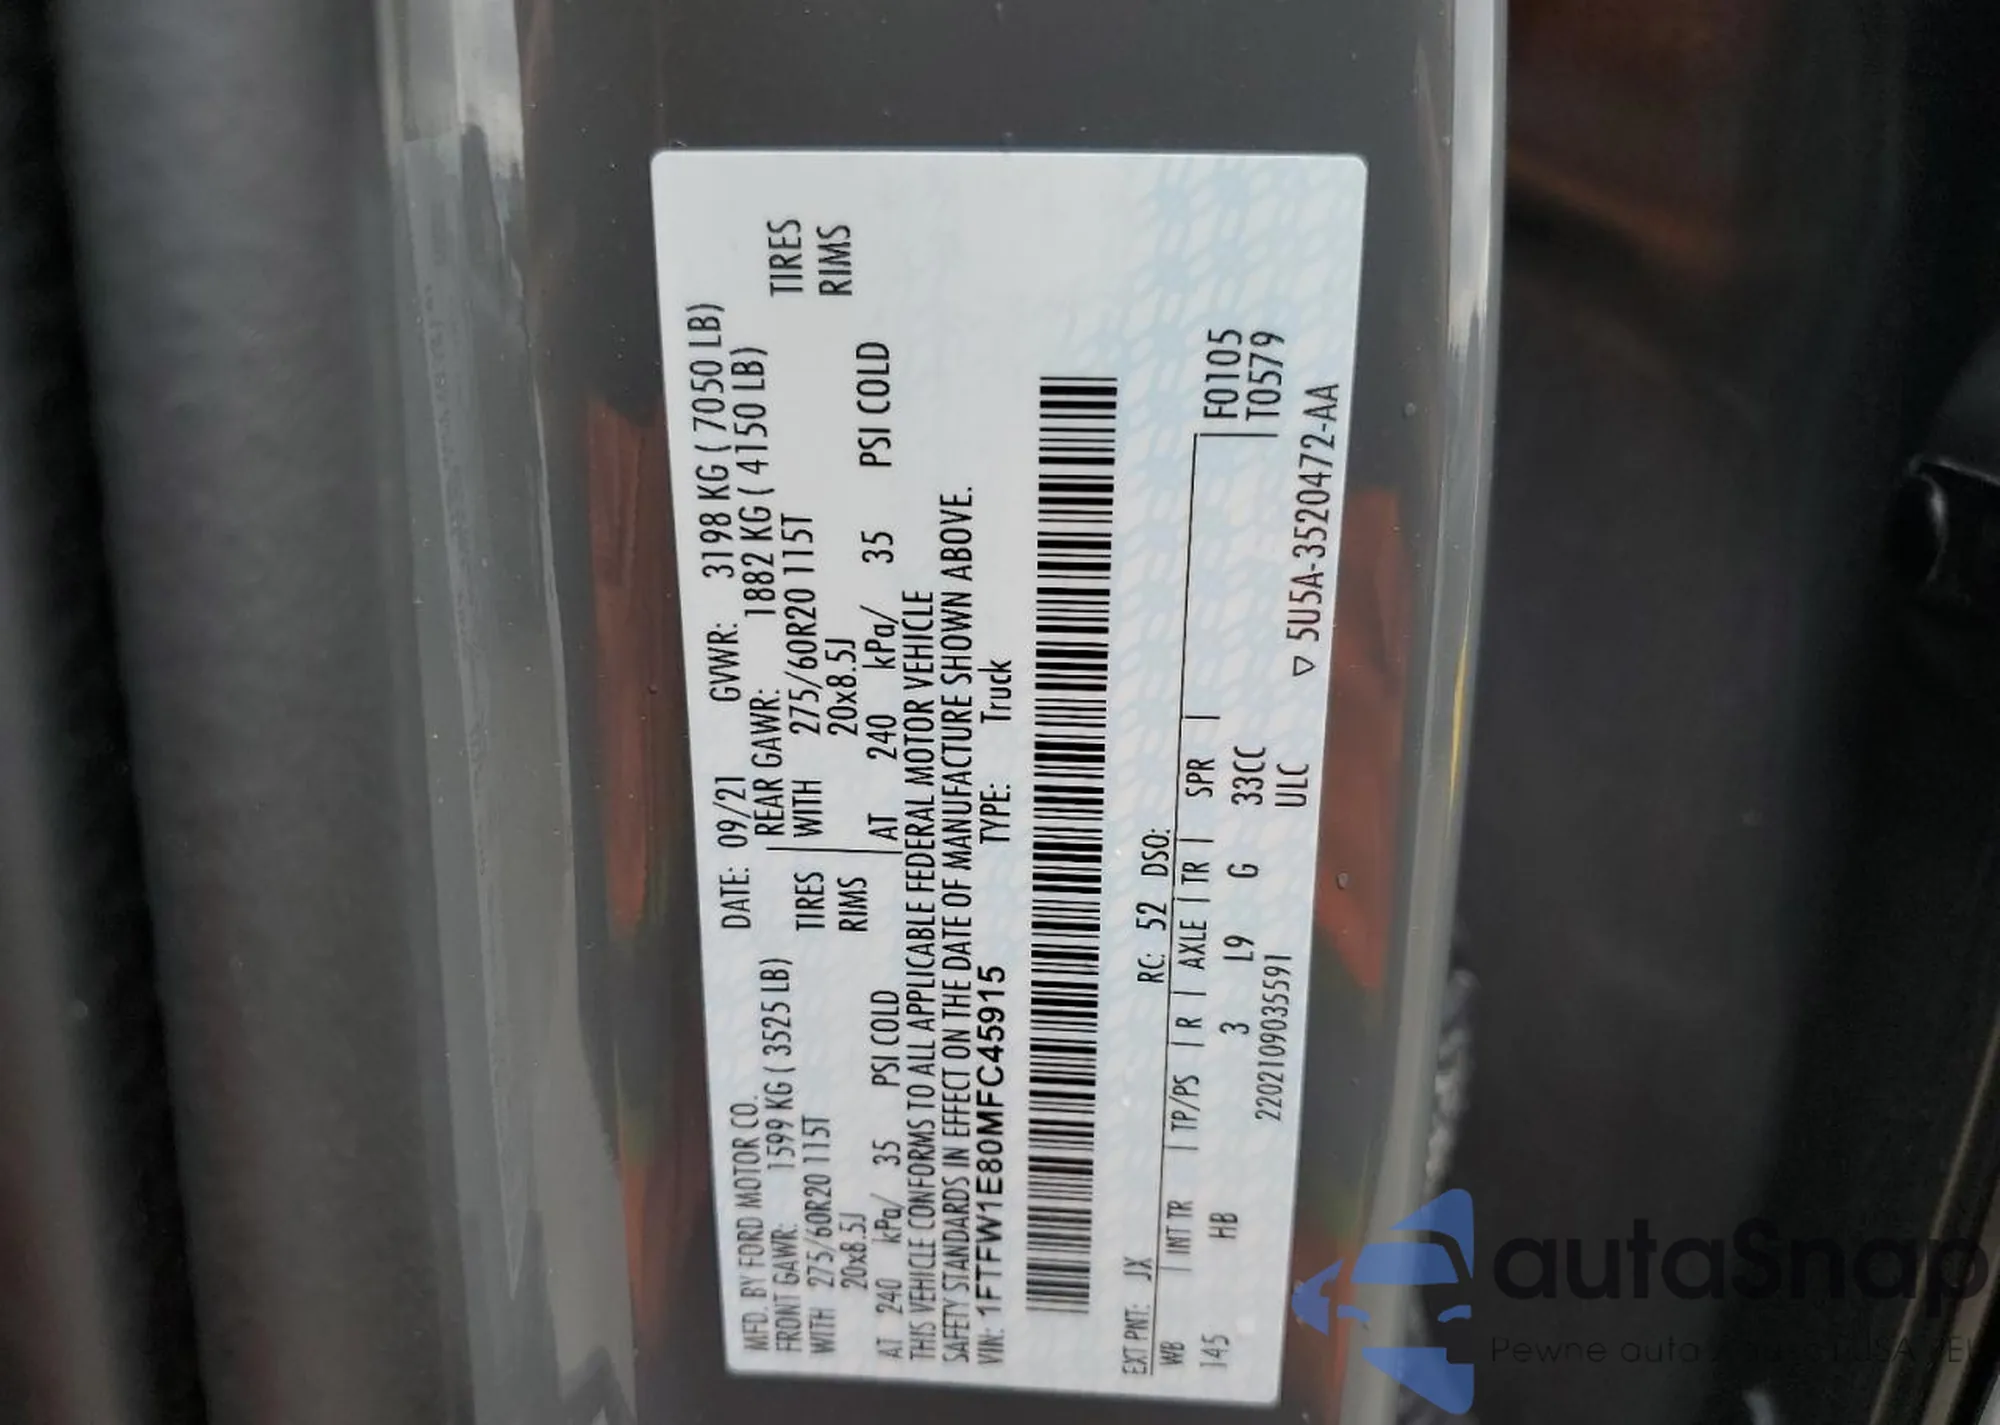 MFD. BY FORD MOTOR CO. DATE: 09/21 GVWR: 3198 KG ( 7050 LB)
FRONT GAWR: 1599 KG ( 3525 LB) REAR GAWR: 1882 KG ( 4150 LB)
WITH 275/60R20 115T TIRES WITH 275/60R20 115T TIRES
20x8.5J RIMS 20x8.5J RIMS
AT 240 kPa/ 35 PSI COLD AT 240 kPa/ 35 PSI COLD
THIS VEHICLE CONFORMS TO ALL APPLICABLE FEDERAL MOTOR VEHICLE
SAFETY STANDARDS IN EFFECT ON THE DATE OF MANUFACTURE SHOWN ABOVE.
VIN: 1FTFW1E80MFC45915 TYPE: Truck
EXT PNT: JX RC: 52 DSO:
WB | INT TR | TP/PS | R | AXLE | TR | SPR | F0105
145 HB 3 L9 G 33CC T0579
2202109035591 ULC
▽ 5U5A-3520472-AA
autaSnap
Pewne auta z USA